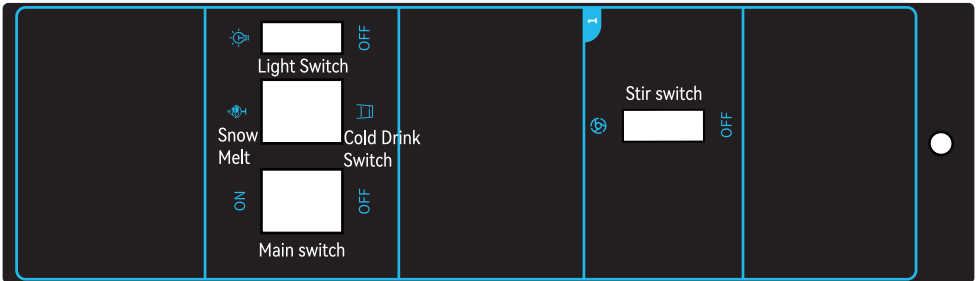 OFF
Light Switch
Snow
Melt
Cold Drink
Switch
ON
OFF
Main switch
1
Stir switch
OFF